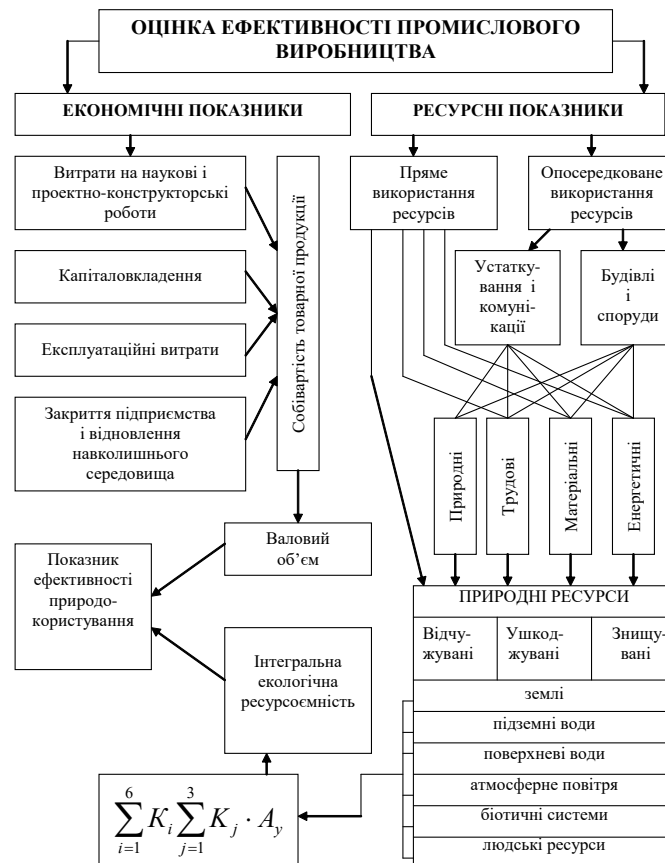 ОЦІНКА ЕФЕКТИВНОСТІ ПРОМИСЛОВОГО
ВИРОБНИЦТВА
ЕКОНОМІЧНІ ПОКАЗНИКИ
РЕСУРСНІ ПОКАЗНИКИ
Витрати на наукові і
проектно-конструкторські
роботи
Капіталовкладення
Експлуатаційні витрати
Закриття підприємства
і відновлення
навколишнього
середовища
Собівартість товарної продукції
Пряме
використання
ресурсів
Опосередковане
використання
ресурсів
Устатку-
вання і
комуні-
кації
Будівлі
і
споруди
Природні
Трудові
Матеріальні
Енергетичні
Валовий
об’єм
Показник
ефективності
природо-
користування
Інтегральна
екологічна
ресурсоємність
ПРИРОДНІ РЕСУРСИ
Відчу-
жувані
Ушкод-
жувані
Знищу-
вані
землі
підземні води
поверхневі води
атмосферне повітря
біотичні системи
людські ресурси
6 3
∑ K_i ∑ K_j · A_y
i=1 j=1